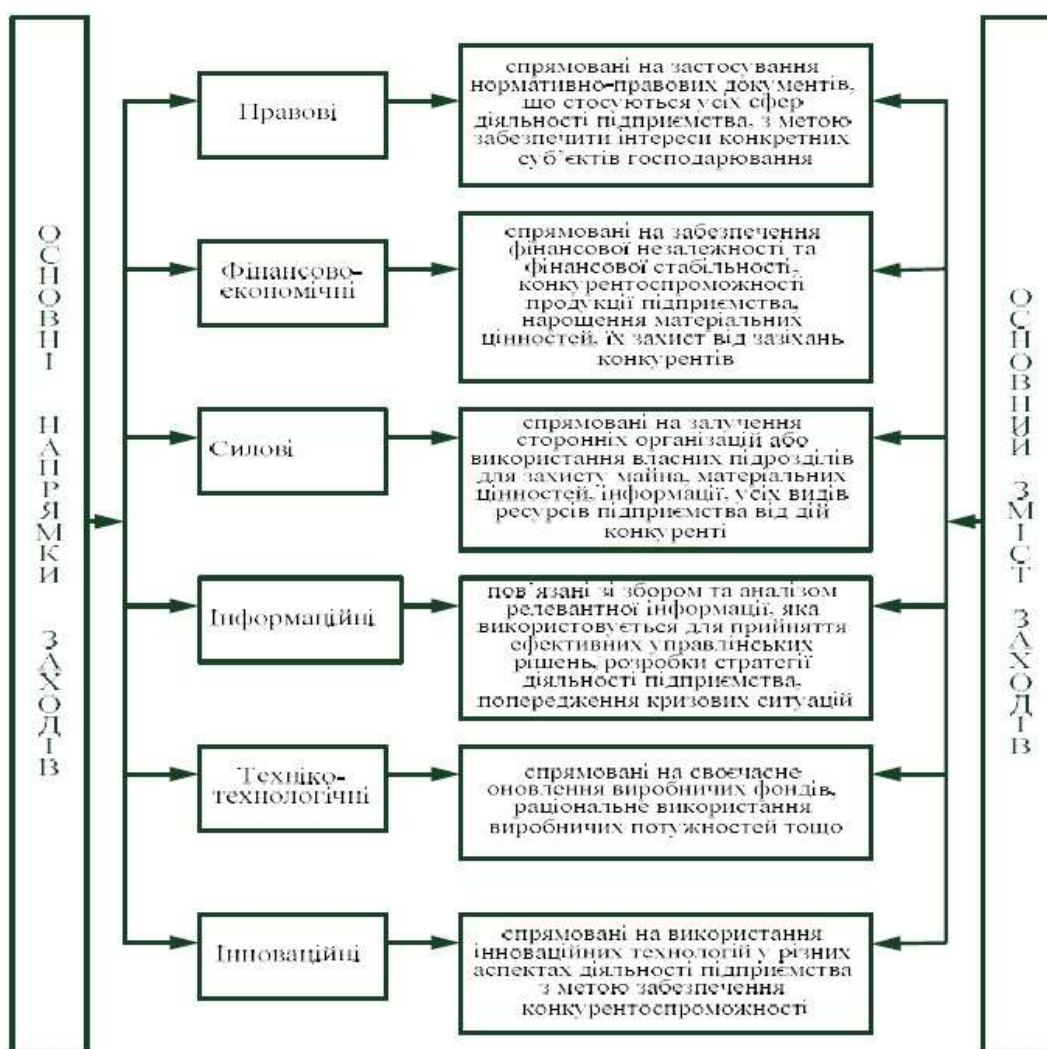 ОСНОВНІ НАПРЯМКИ ЗАХОДІВ
Правові
спрямовані на застосування
нормативно-правових документів,
що стосуються усіх сфер
діяльності підприємства, з метою
забезпечити інтереси конкретних
суб'єктів господарювання
Фінансово-
економічні
спрямовані на забезпечення
фінансової незалежності та
фінансової стабільності,
конкурентоспроможності
продукції підприємства,
нарощення матеріальних
цінностей, їх захист від зазіхань
конкурентів
Силові
спрямовані на залучення
сторонніх організацій або
використання власних підрозділів
для захисту майна, матеріальних
цінностей, інформації, усіх видів
ресурсів підприємства від дій
конкуренті
Інформаційні
пов'язані зі збором та аналізом
релевантної інформації, яка
використовується для прийняття
ефективних управлінських
рішень, розробки стратегії
діяльності підприємства,
попередження кризових ситуацій
Техніко-
технологічні
спрямовані на своєчасне
оновлення виробничих фондів,
раціональне використання
виробничих потужностей тощо
Інноваційні
спрямовані на використання
інноваційних технологій у різних
аспектах діяльності підприємства
з метою забезпечення
конкурентоспроможності
ОСНОВНИЙ ЗМІСТ ЗАХОДІВ